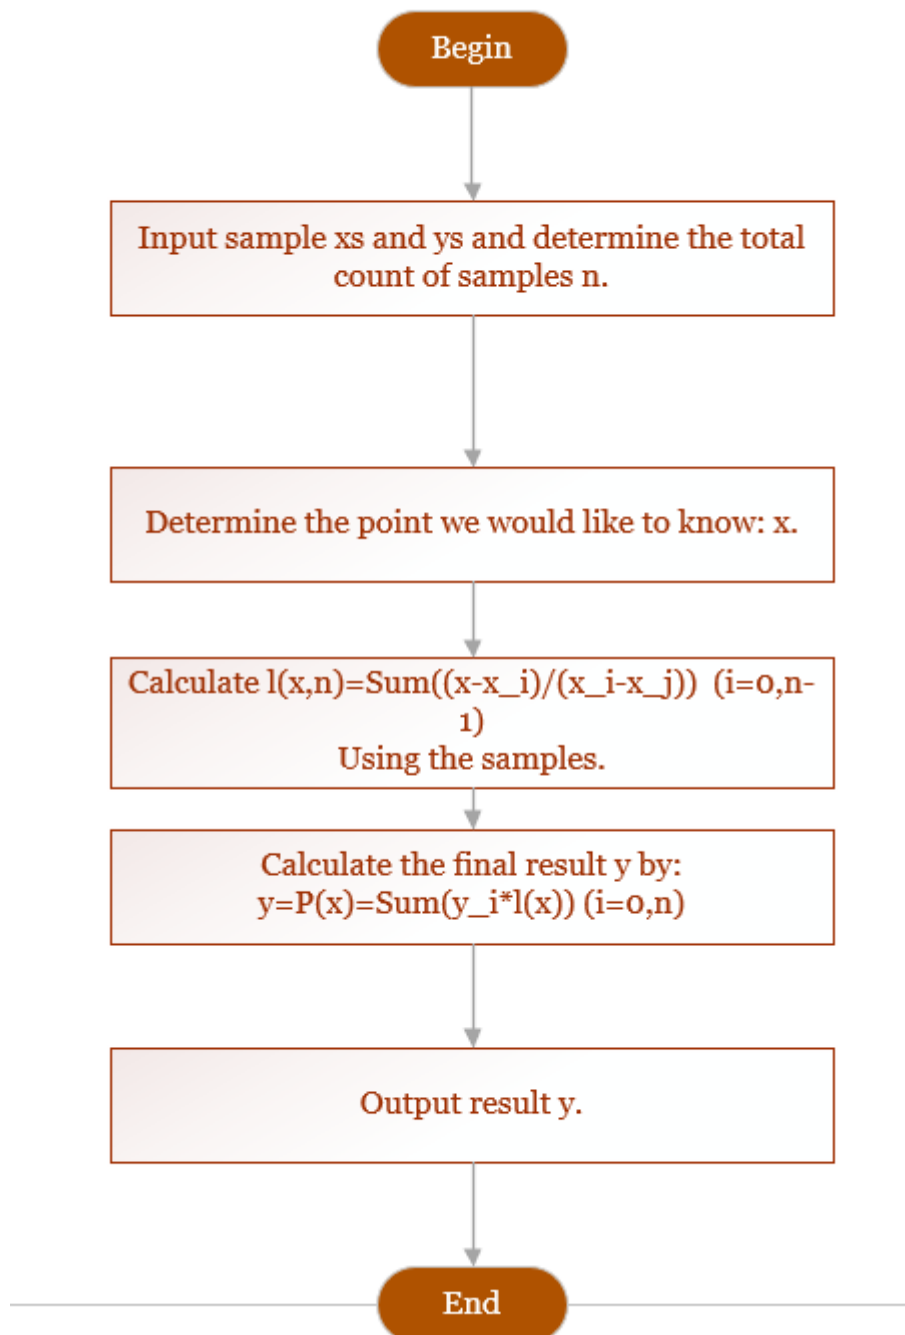 Begin
Input sample xs and ys and determine the total
count of samples n.
Determine the point we would like to know: x.
Calculate l(x,n)=Sum((x-x_i)/(x_i-x_j))  (i=0,n-
1)
Using the samples.
Calculate the final result y by:
y=P(x)=Sum(y_i*l(x)) (i=0,n)
Output result y.
End